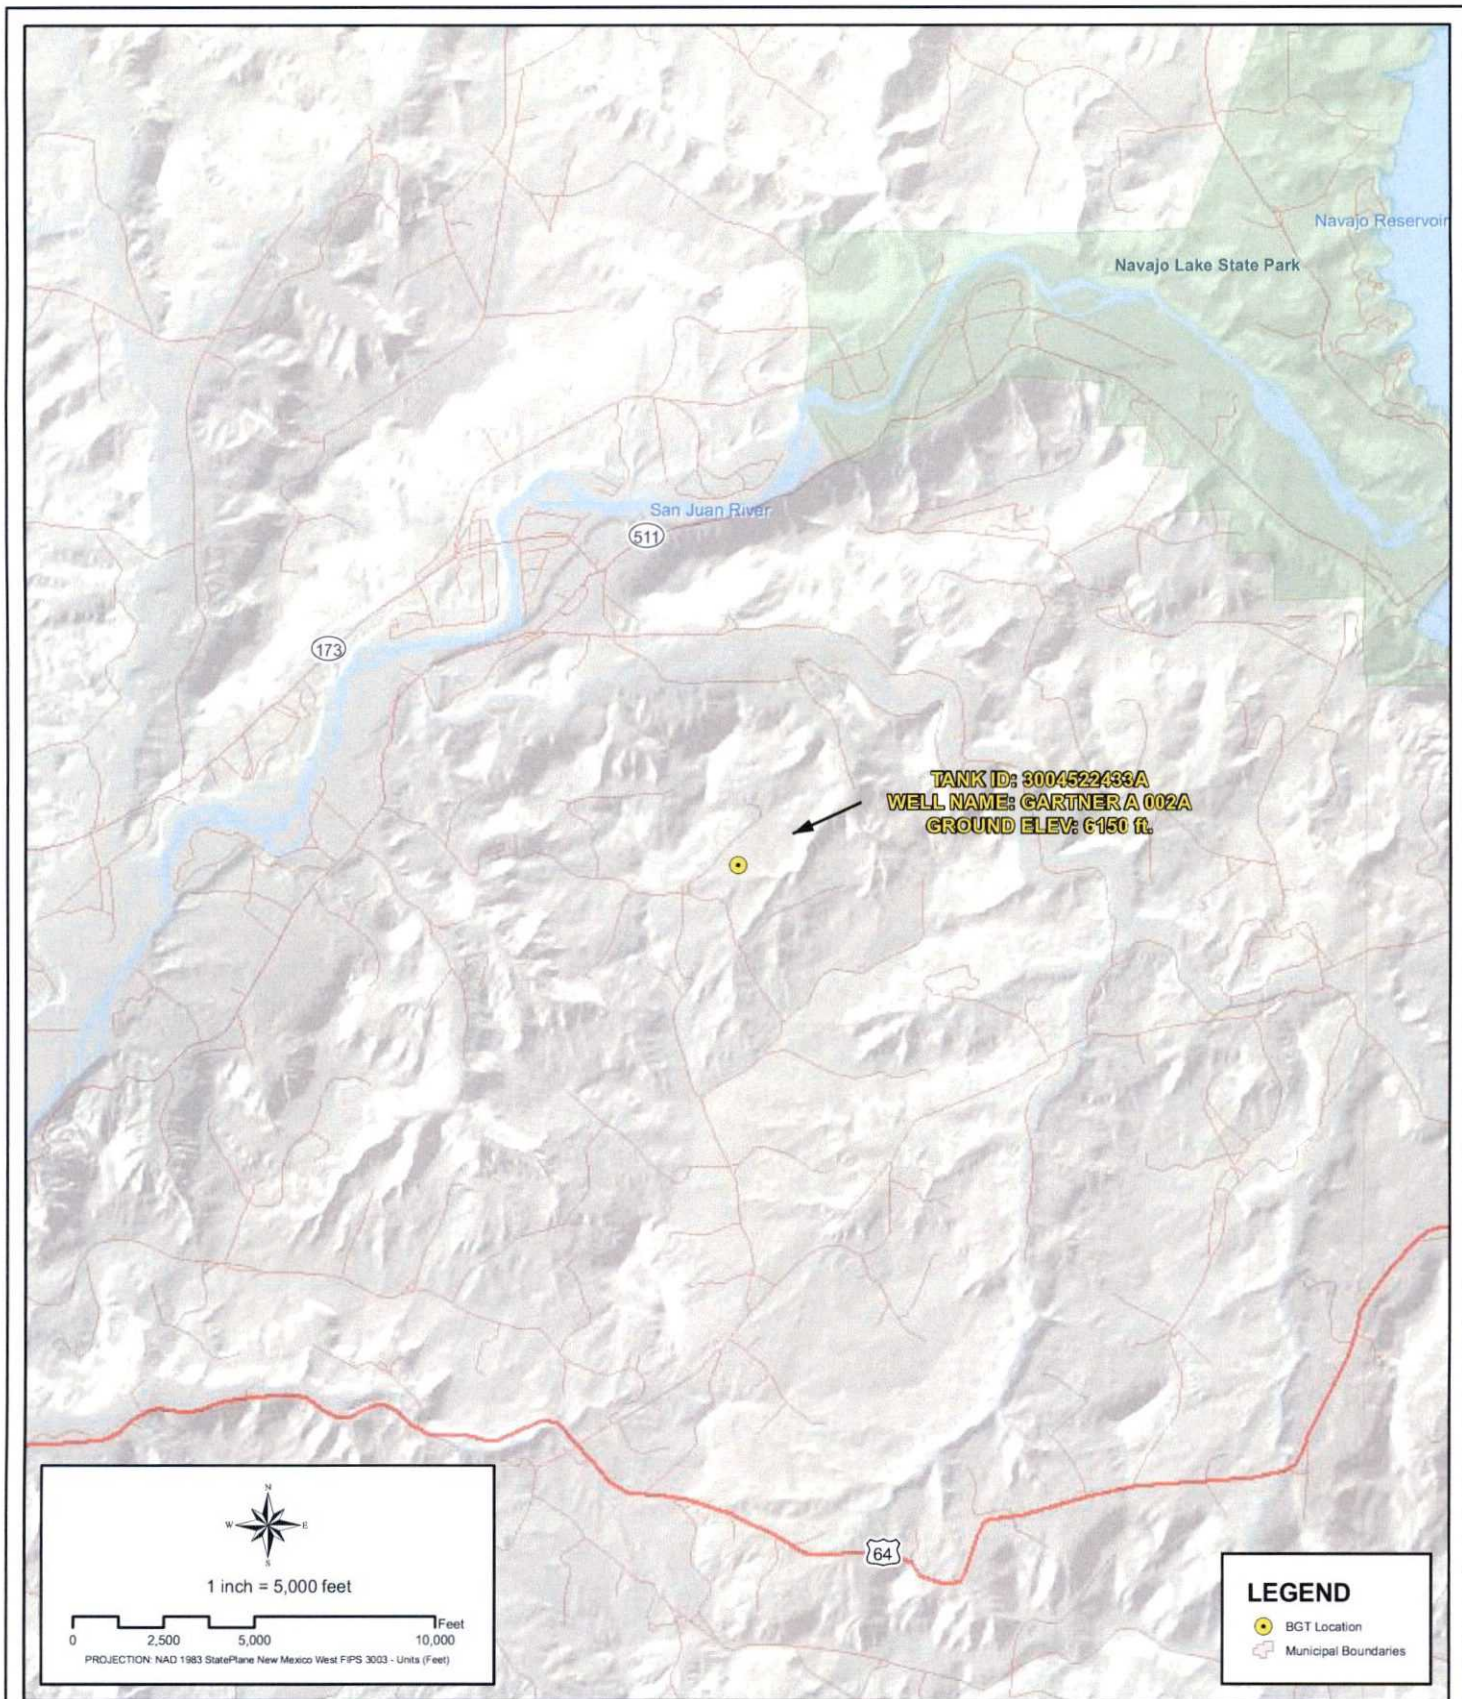 Navajo Reservoir
Navajo Lake State Park
San Juan River
511
173
TANK ID: 3004522433A
WELL NAME: GARTNER A 002A
GROUND ELEV: 6150 ft.
64
N
W E
S
1 inch = 5,000 feet
Feet
0 2,500 5,000 10,000
PROJECTION: NAD 1983 StatePlane New Mexico West FIPS 3003 - Units (Feet)
LEGEND
BGT Location
Municipal Boundaries